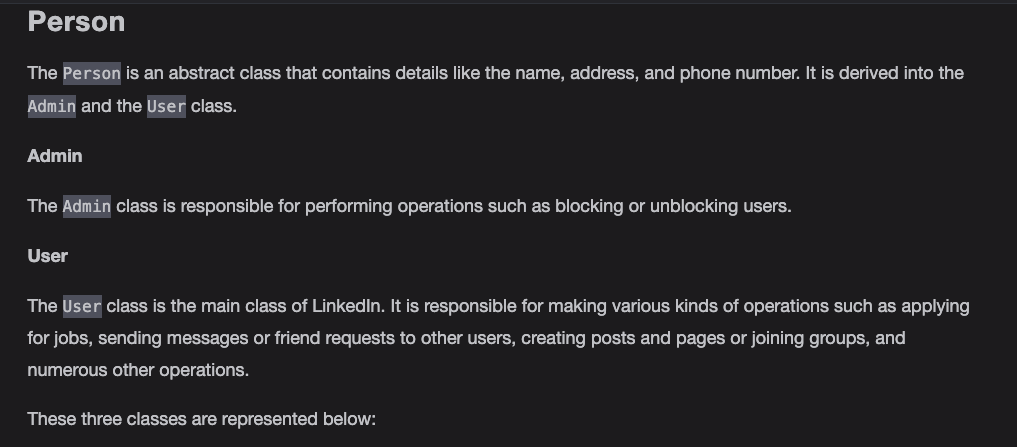 Person
The Person is an abstract class that contains details like the name, address, and phone number. It is derived into the
Admin and the User class.
Admin
The Admin class is responsible for performing operations such as blocking or unblocking users.
User
The User class is the main class of LinkedIn. It is responsible for making various kinds of operations such as applying
for jobs, sending messages or friend requests to other users, creating posts and pages or joining groups, and
numerous other operations.
These three classes are represented below: